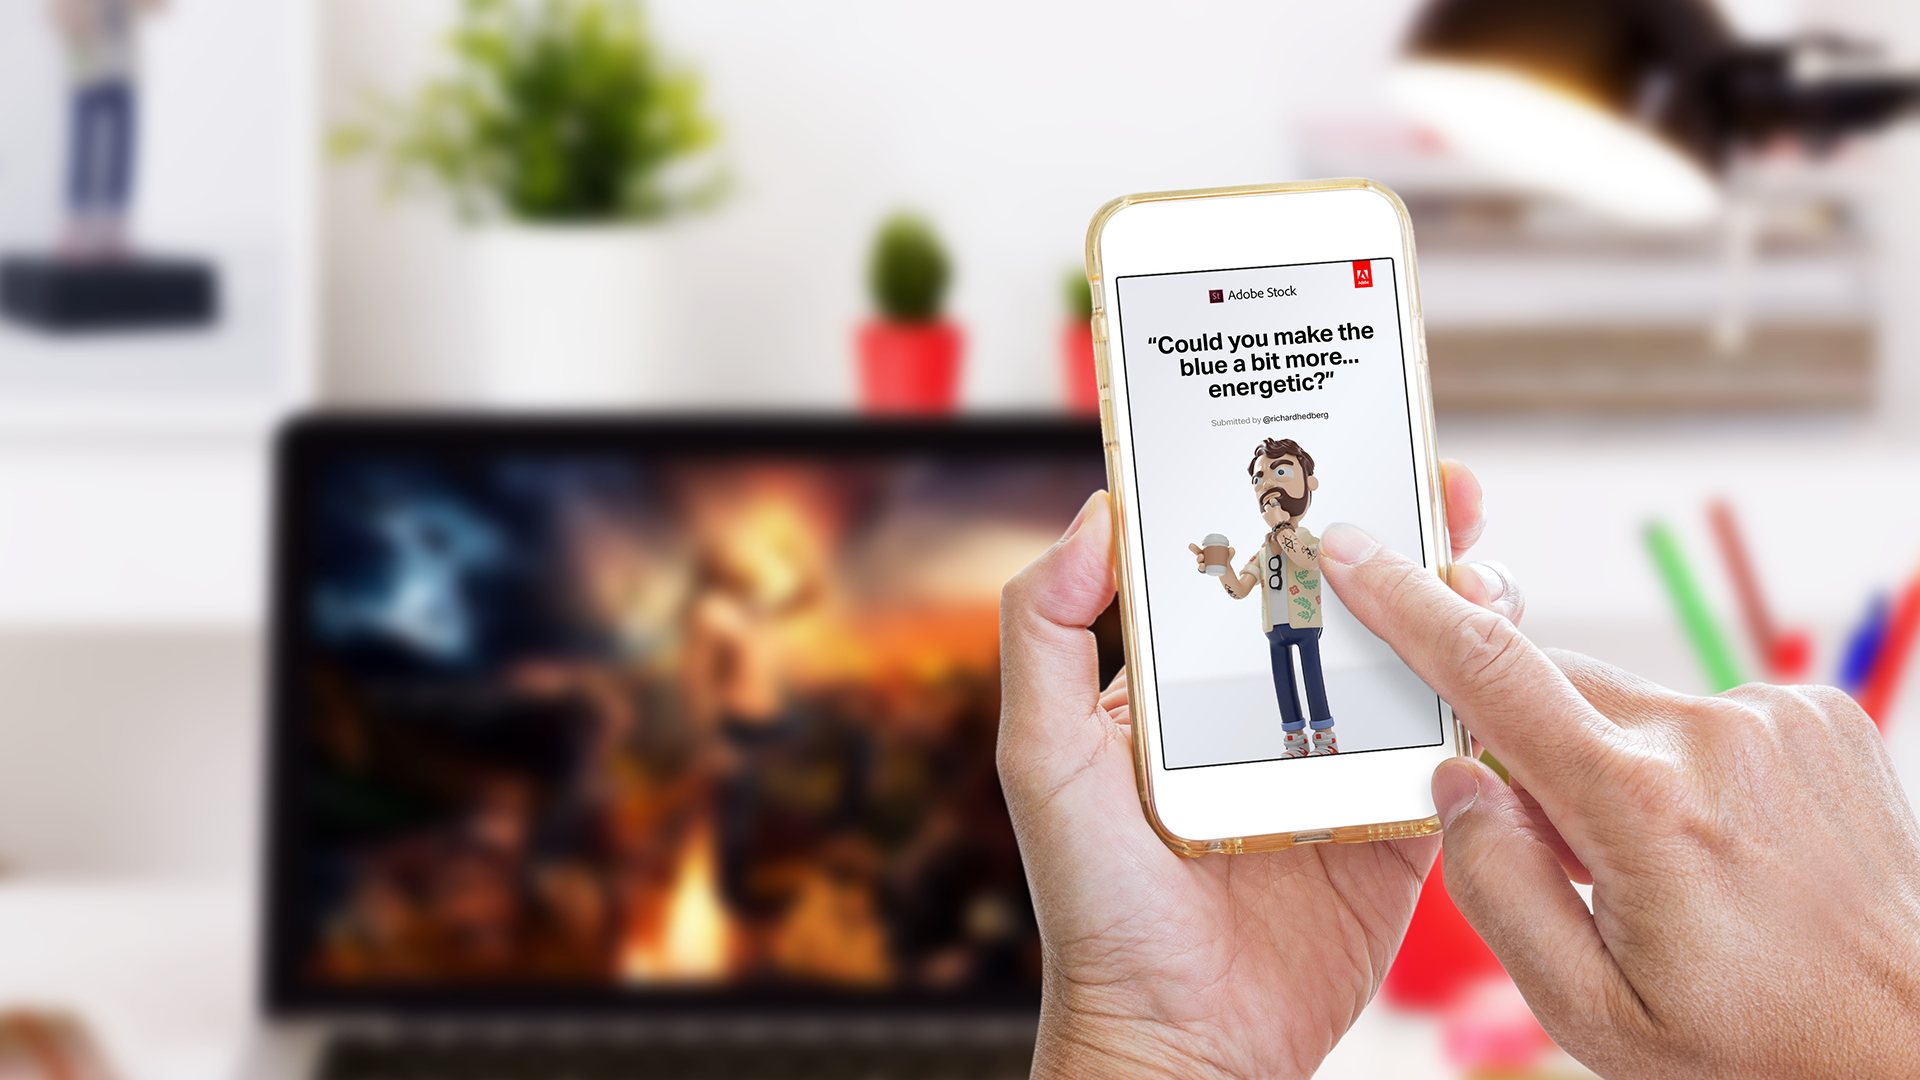 St Adobe Stock
Adobe
“Could you make the
blue a bit more...
energetic?”
Submitted by @richardhedberg